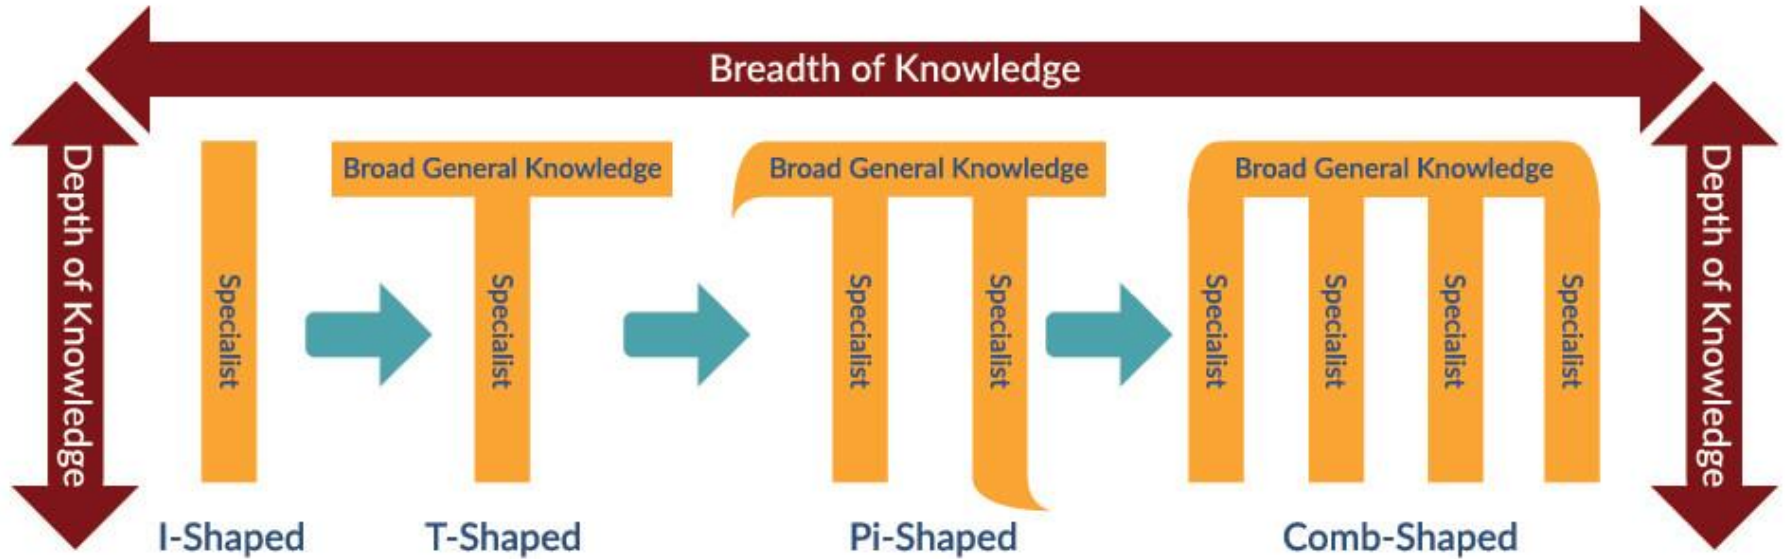 Breadth of Knowledge
Depth of Knowledge
Specialist
Broad General Knowledge
Specialist
Broad General Knowledge
Specialist
Specialist
Broad General Knowledge
Specialist
Specialist
Specialist
Specialist
Depth of Knowledge
I-Shaped
T-Shaped
Pi-Shaped
Comb-Shaped